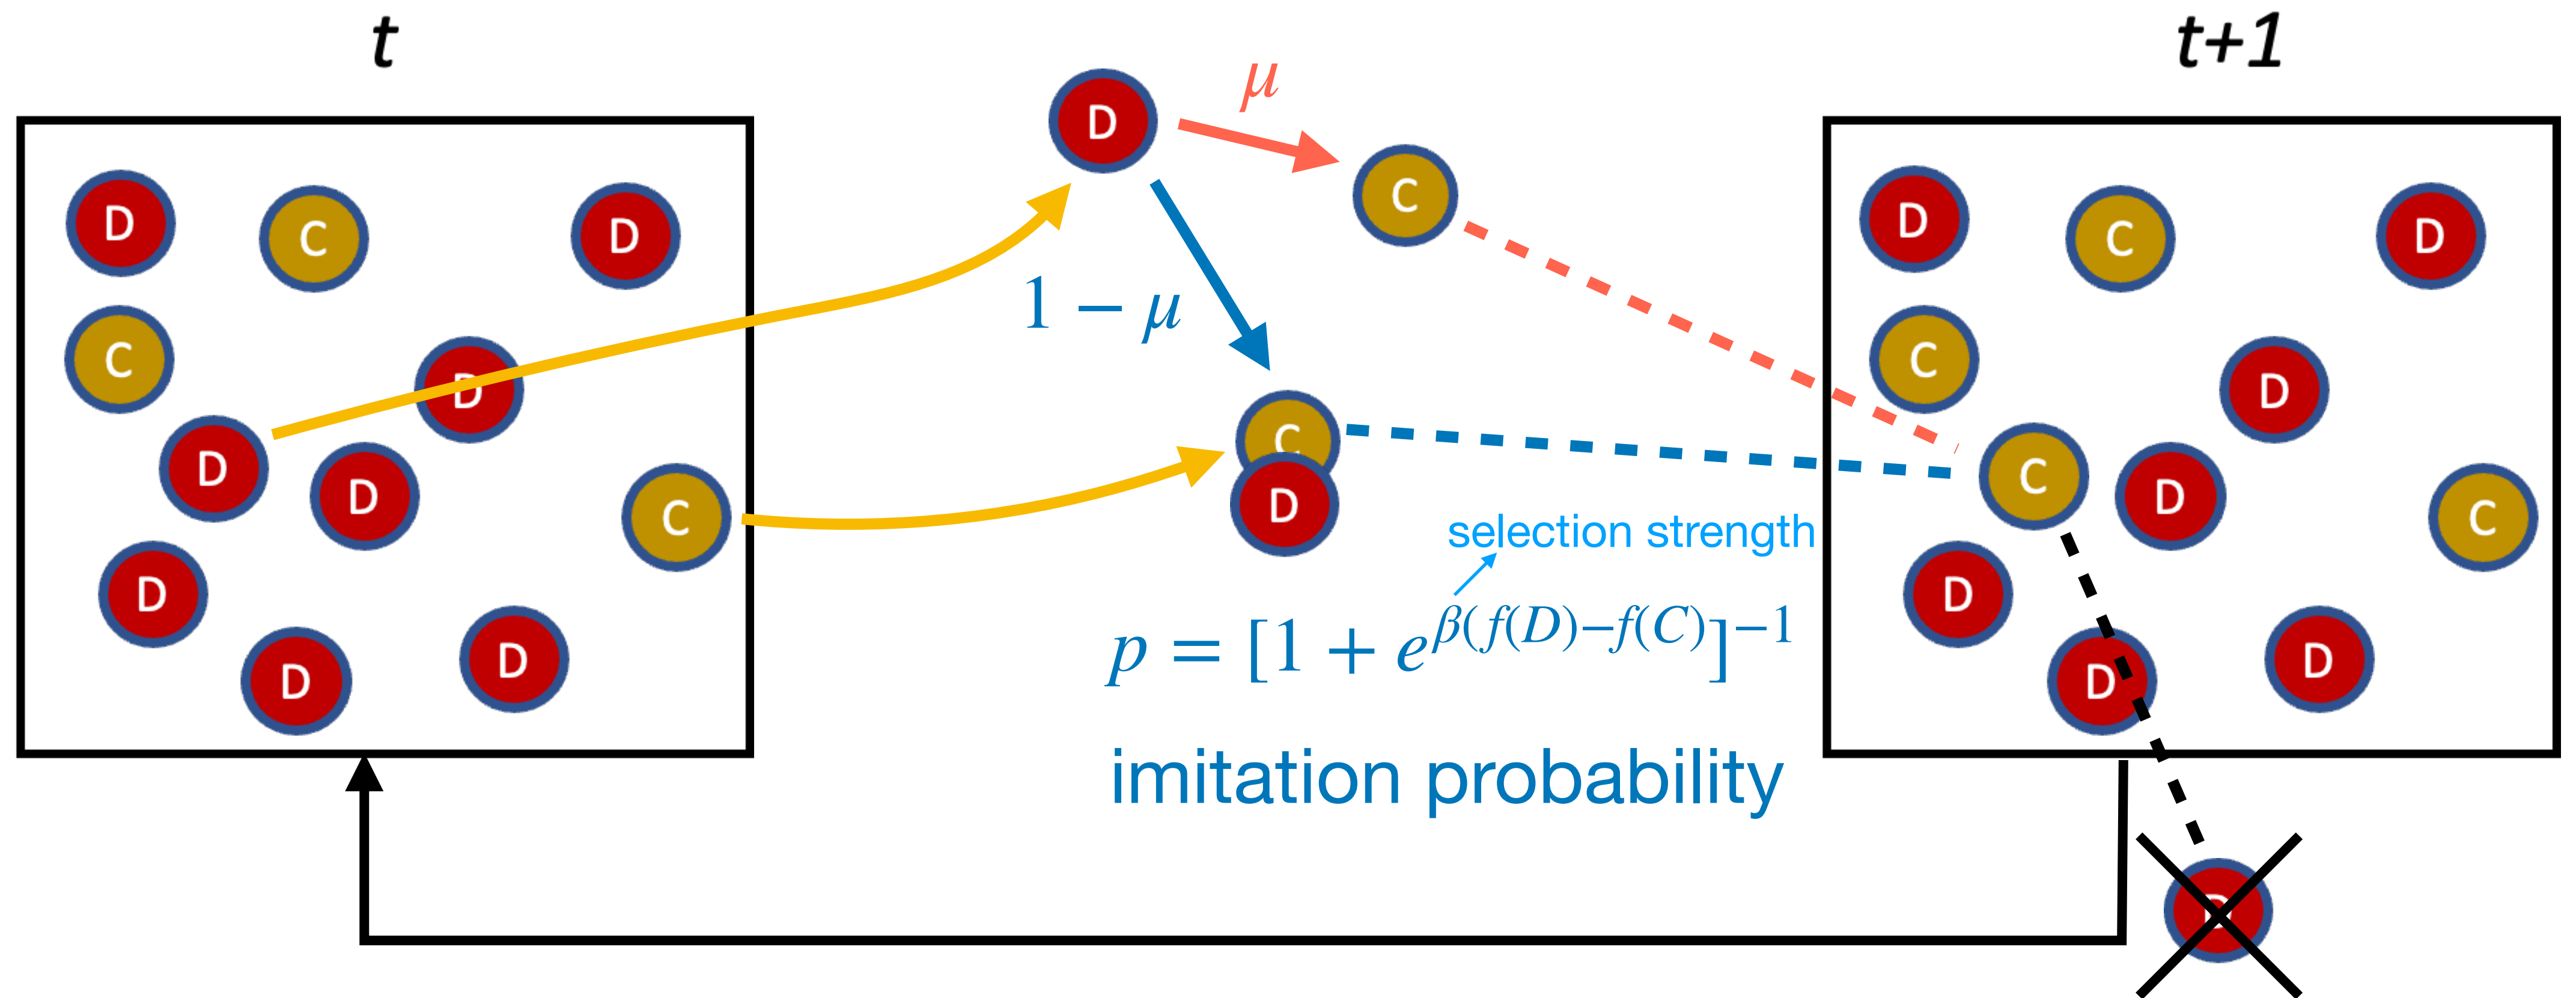 t
t+1
D
μ
C
D
C
D
1 − μ
C
D
D
D
C
C
D
D
C
D
D
D
selection strength
p = [1 + e^{β(f(D)−f(C)}]^{−1}
imitation probability
D
C
D
C
D
C
D
C
D
D
D
D